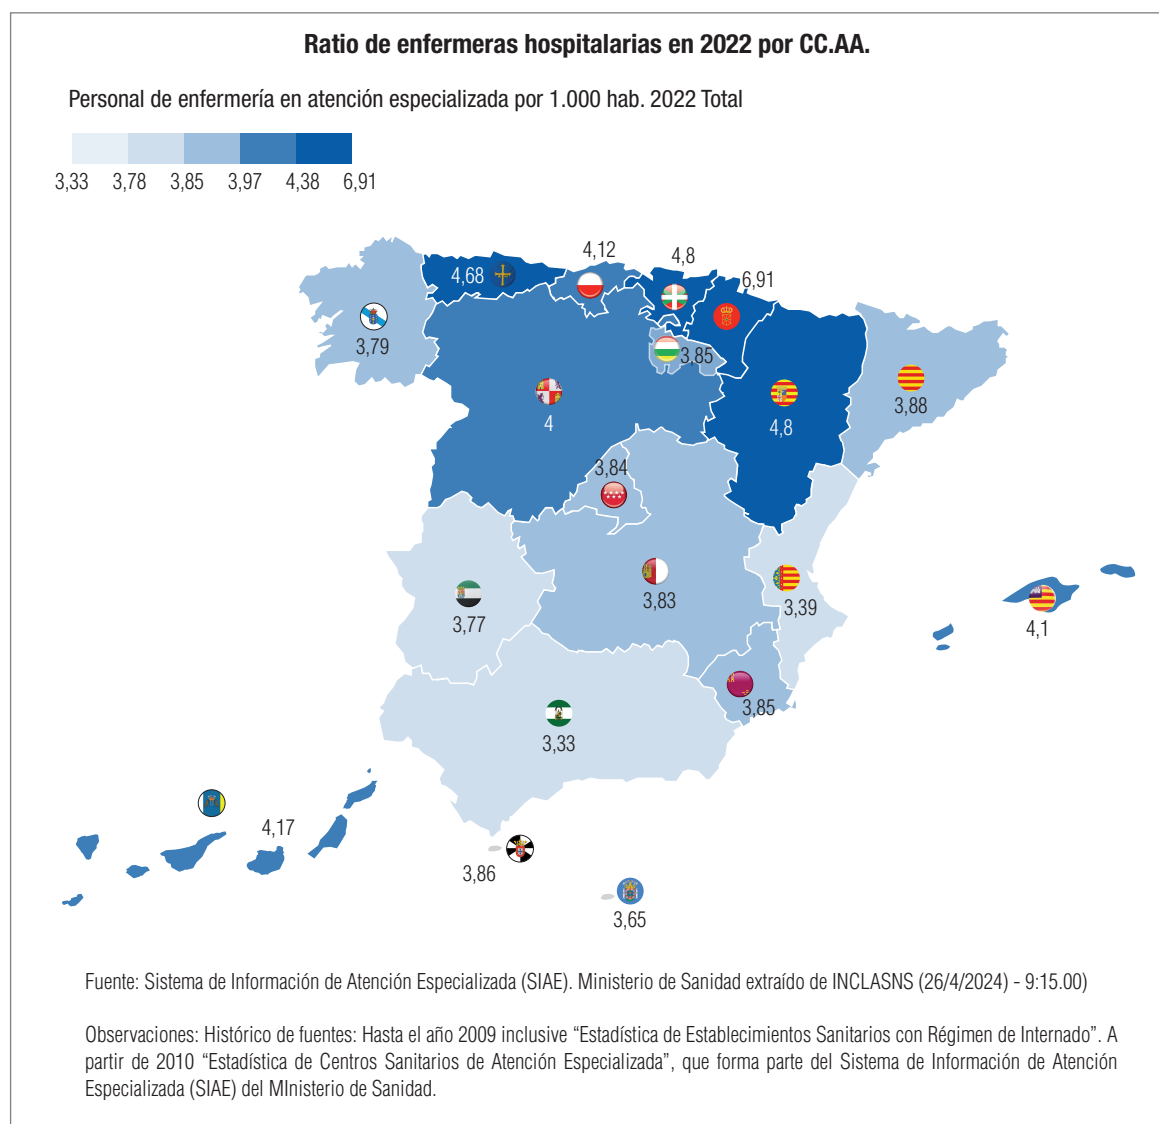 Ratio de enfermeras hospitalarias en 2022 por CC.AA.
Personal de enfermería en atención especializada por 1.000 hab. 2022 Total
3,33 3,78 3,85 3,97 4,38 6,91
4,12
4,8
4,68
6,91
3,79
3,85
4
4,8
3,88
3,84
3,83
3,77
3,39
4,1
3,85
3,33
4,17
3,86
3,65
Fuente: Sistema de Información de Atención Especializada (SIAE). Ministerio de Sanidad extraído de INCLASNS (26/4/2024) - 9:15.00)
Observaciones: Histórico de fuentes: Hasta el año 2009 inclusive “Estadística de Establecimientos Sanitarios con Régimen de Internado”. A
partir de 2010 “Estadística de Centros Sanitarios de Atención Especializada”, que forma parte del Sistema de Información de Atención
Especializada (SIAE) del MInisterio de Sanidad.